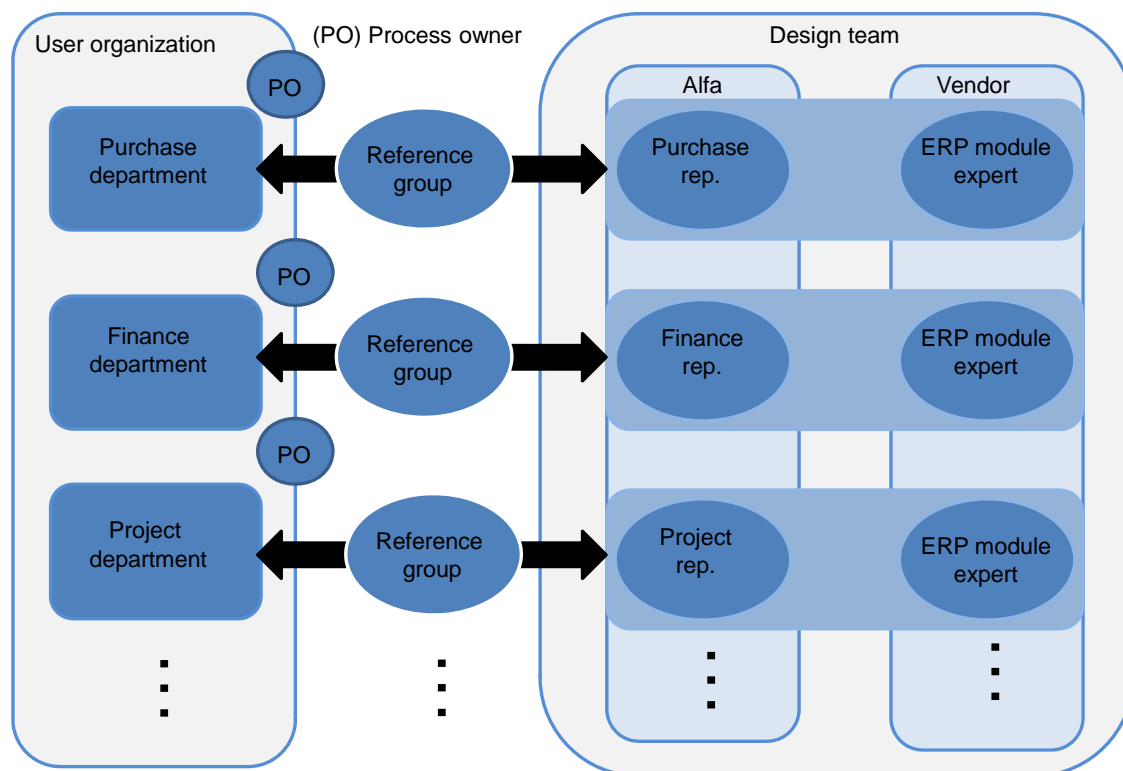 User organization
(PO) Process owner
Design team
PO
Alfa
Vendor
Purchase
department
Reference
group
Purchase
rep.
ERP module
expert
PO
Finance
department
Reference
group
Finance
rep.
ERP module
expert
PO
Project
department
Reference
group
Project
rep.
ERP module
expert